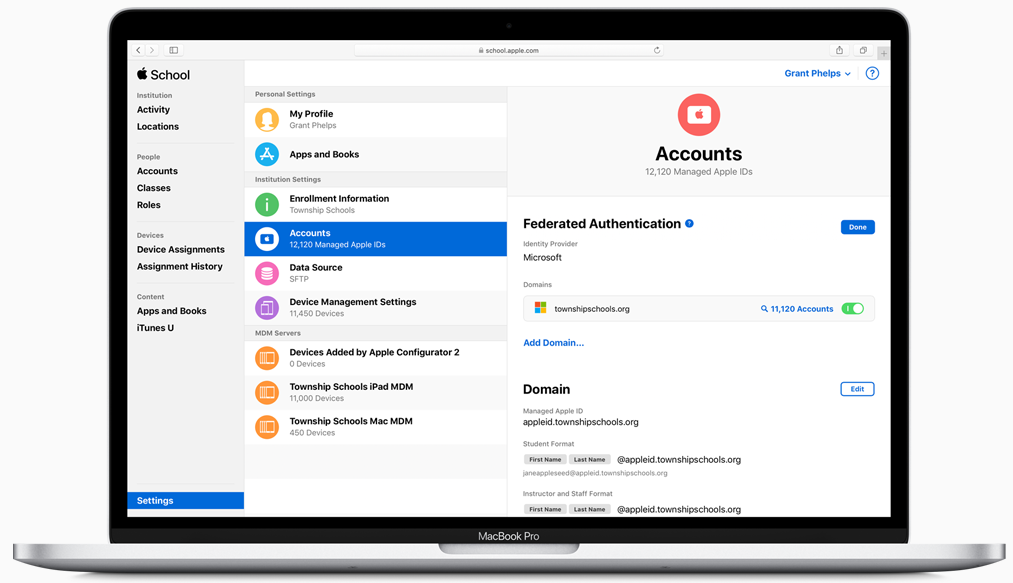 school.apple.com
School
Grant Phelps
?
Institution
Activity
Locations
People
Accounts
Classes
Roles
Devices
Device Assignments
Assignment History
Content
Apps and Books
iTunes U
Settings
Personal Settings
My Profile
Grant Phelps
Apps and Books
Institution Settings
Enrollment Information
Township Schools
Accounts
12,120 Managed Apple IDs
Data Source
SFTP
Device Management Settings
11,450 Devices
MDM Servers
Devices Added by Apple Configurator 2
0 Devices
Township Schools iPad MDM
11,000 Devices
Township Schools Mac MDM
450 Devices
Accounts
12,120 Managed Apple IDs
Federated Authentication ?
Done
Identity Provider
Microsoft
Domains
townshipschools.org 11,120 Accounts
Add Domain...
Domain
Edit
Managed Apple ID
appleid.townshipschools.org
Student Format
First Name Last Name @appleid.townshipschools.org
janeappleseed@appleid.townshipschools.org
Instructor and Staff Format
First Name Last Name @appleid.townshipschools.org
MacBook Pro